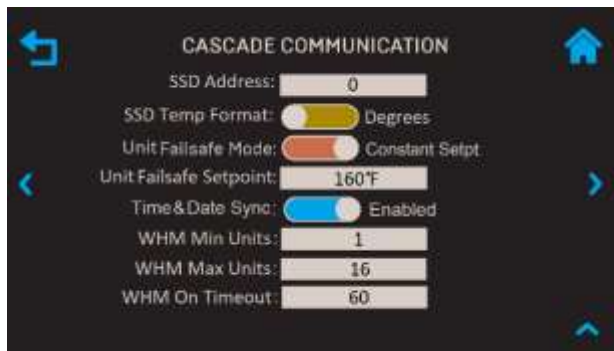 CASCADE COMMUNICATION
SSD Address: 0
SSD Temp Format: Degrees
Unit Failsafe Mode: Constant Setpt
Unit Failsafe Setpoint: 160°F
Time&Date Sync: Enabled
WHM Min Units: 1
WHM Max Units: 16
WHM On Timeout: 60